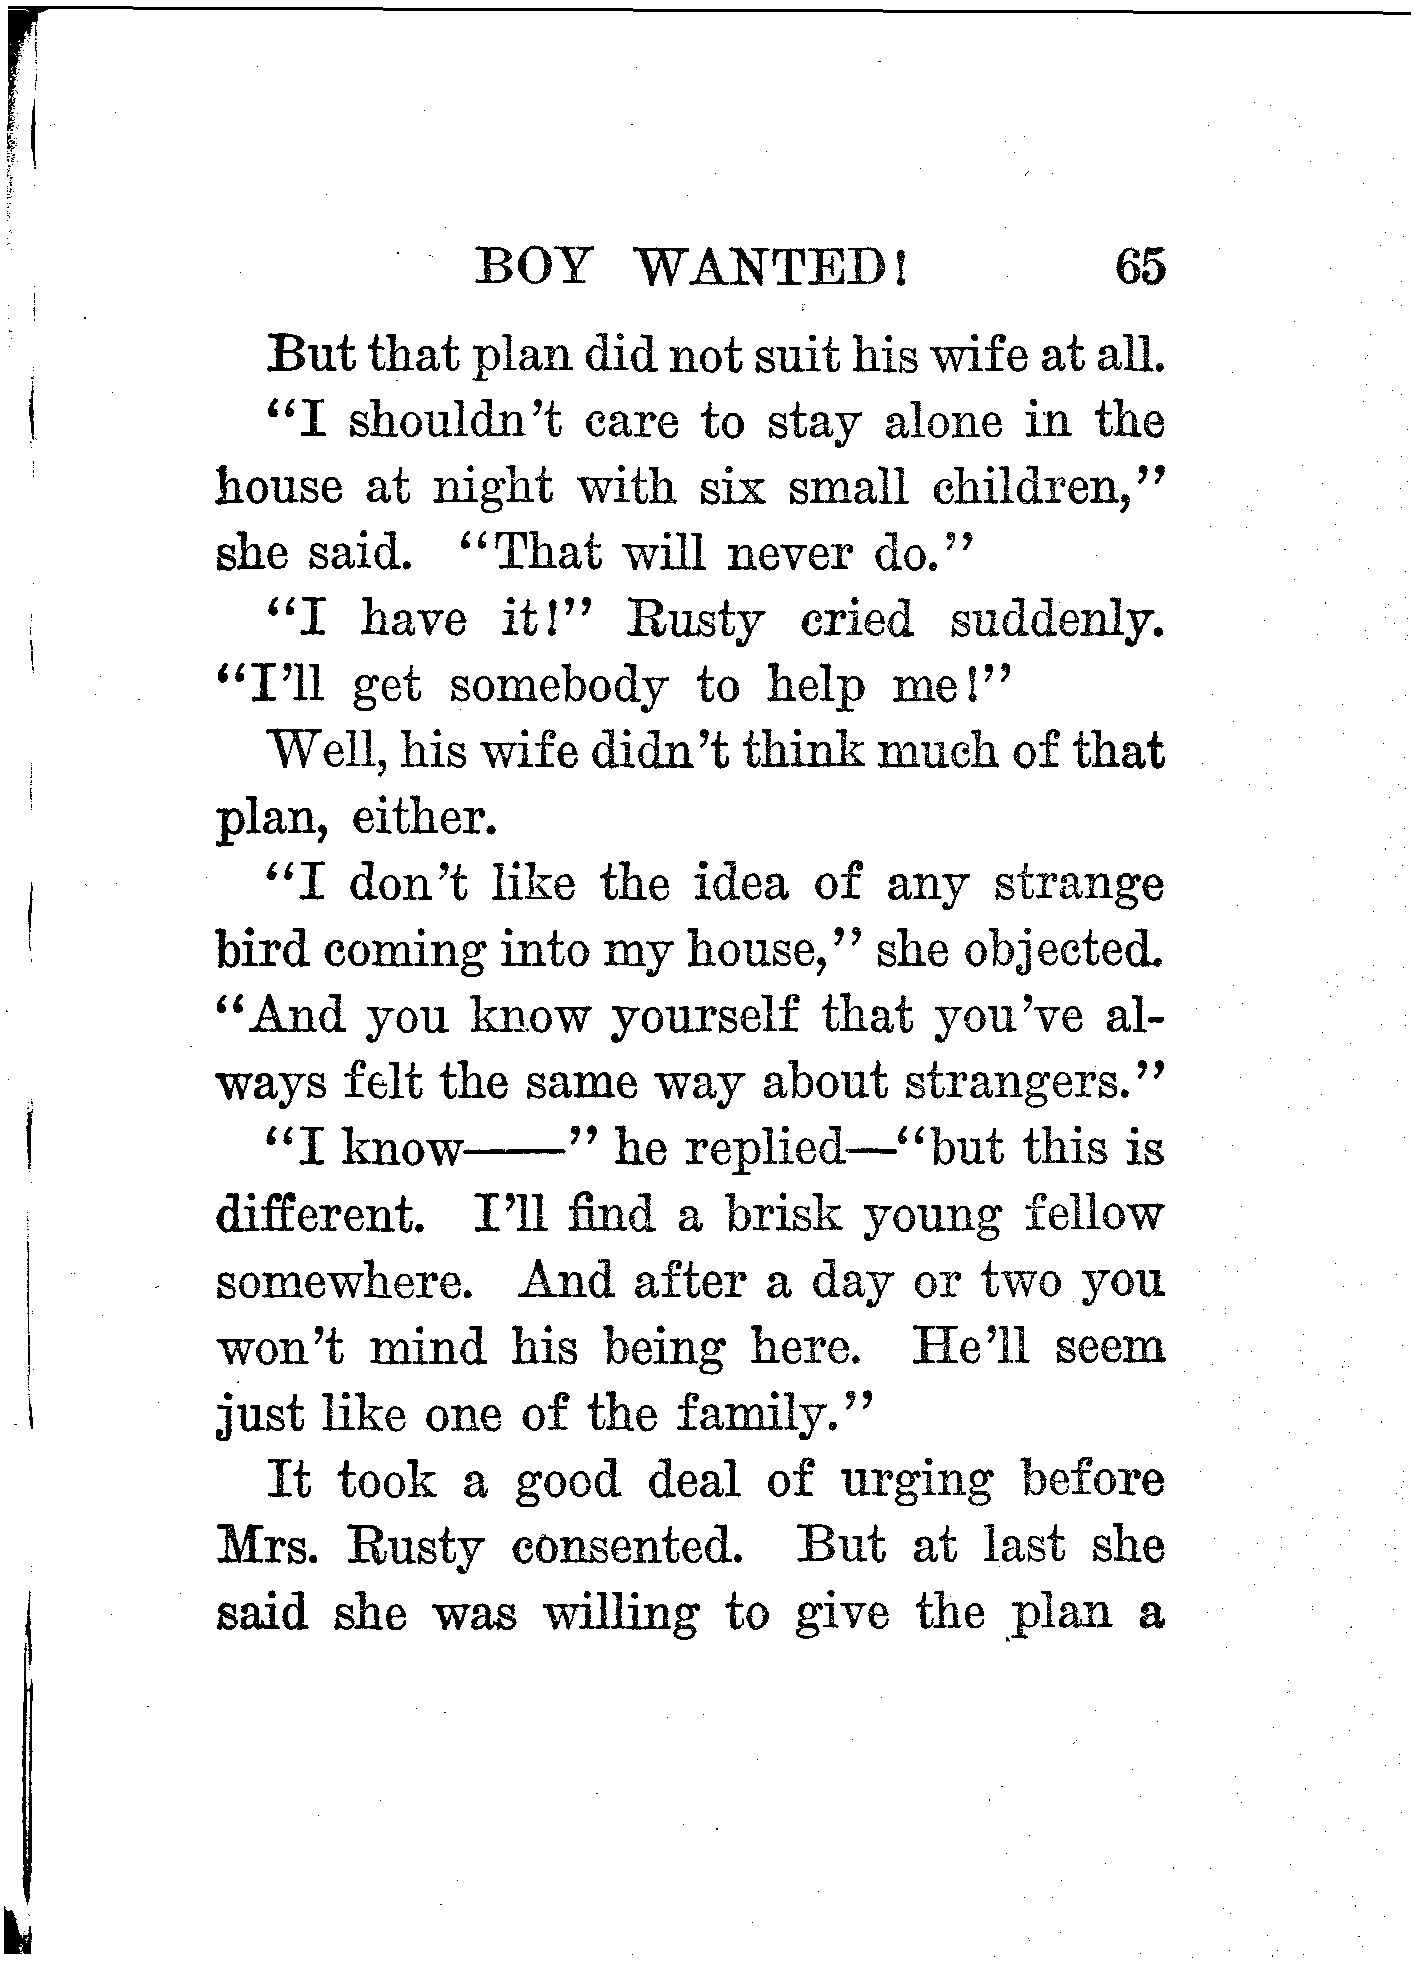 BOY WANTED! 65
But that plan did not suit his wife at all.
“I shouldn’t care to stay alone in the
house at night with six small children,”
she said. “That will never do.”
“I have it!” Rusty cried suddenly.
“I’ll get somebody to help me!”
Well, his wife didn’t think much of that
plan, either.
“I don’t like the idea of any strange
bird coming into my house,” she objected.
“And you know yourself that you’ve al-
ways felt the same way about strangers.”
“I know——” he replied—“but this is
different. I’ll find a brisk young fellow
somewhere. And after a day or two you
won’t mind his being here. He’ll seem
just like one of the family.”
It took a good deal of urging before
Mrs. Rusty consented. But at last she
said she was willing to give the plan a